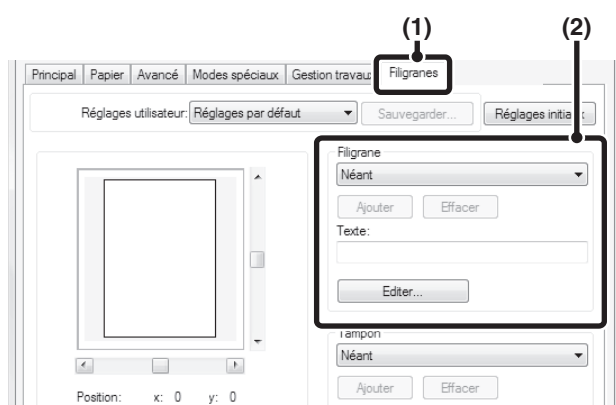 (1) (2)
Principal Papier Avancé Modes spéciaux Gestion travau Filigranes
Réglages utilisateur: Réglages par défaut Sauvegarder... Réglages initiaux
Filigrane
Néant
Ajouter Effacer
Texte:
Editer...
Tampon
Néant
Ajouter Effacer
Position: x: 0 y: 0